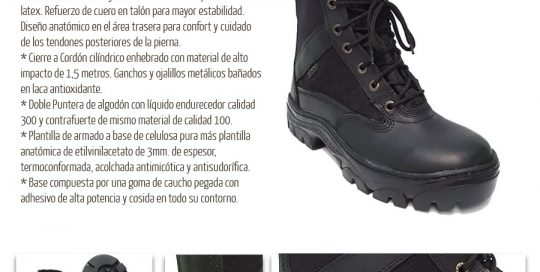 latex. Refuerzo de cuero en talón para mayor estabilidad.
Diseño anatómico en el área trasera para confort y cuidado
de los tendones posteriores de la pierna.
* Cierre a Cordón cilíndrico enhebrado con material de alto
impacto de 1,5 metros. Ganchos y ojalillos metálicos bañados
en laca antioxidante.
* Doble Puntera de algodón con líquido endurecedor calidad
300 y contrafuerte de mismo material de calidad 100.
* Plantilla de armado a base de celulosa pura más plantilla
anatómica de etilvinilacetato de 3mm. de espesor,
termoconformada, acolchada antimicótica y antisudorífica.
* Base compuesta por una goma de caucho pegada con
adhesivo de alta potencia y cosida en todo su contorno.